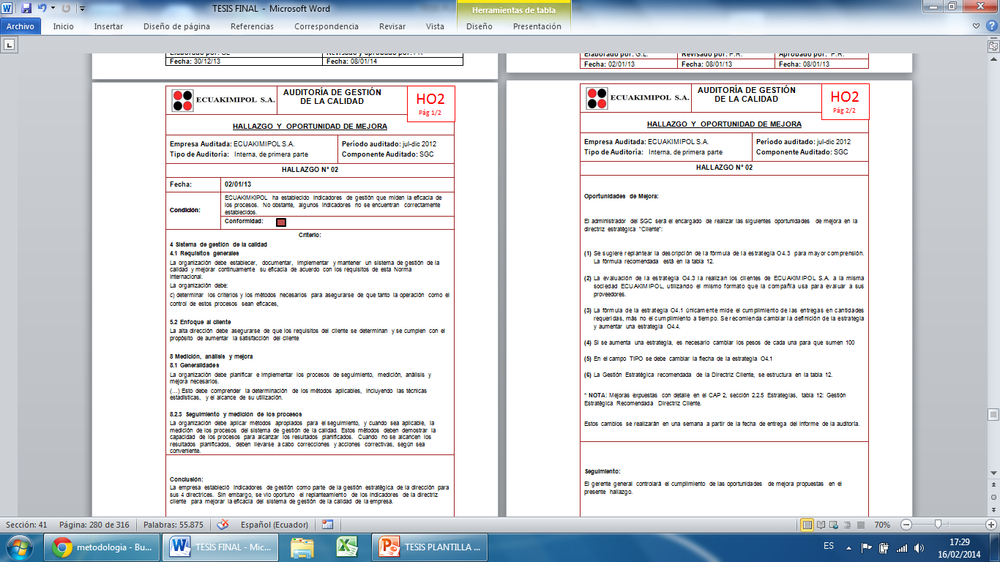 TESIS FINAL - Microsoft Word
Herramientas de tabla
Archivo Inicio Insertar Diseño de página Referencias Correspondencia Revisar Vista Diseño Presentación
Fecha: 30/12/13 Fecha: 08/01/14
ECUAKIMIPOL S.A.
AUDITORÍA DE GESTIÓN
DE LA CALIDAD
HO2
Pág 1/2
HALLAZGO Y OPORTUNIDAD DE MEJORA
Empresa Auditada: ECUAKIMIPOL S.A. Período auditado: jul-dic 2012
Tipo de Auditoría: Interna, de primera parte Componente Auditado: SGC
HALLAZGO N° 02
Fecha: 02/01/13
Condición:
ECUAKIMKIPOL ha establecido indicadores de gestión que miden la eficacia de
los procesos. No obstante, algunos indicadores no se encuentran correctamente
establecidos.
Conformidad:
Criterio:
4 Sistema de gestión de la calidad
4.1 Requisitos generales
La organización debe establecer, documentar, implementar y mantener un sistema de gestión de la
calidad y mejorar continuamente su eficacia de acuerdo con los requisitos de esta Norma
Internacional.
La organización debe:
c) determinar los criterios y los métodos necesarios para asegurarse de que tanto la operación como el
control de estos procesos sean eficaces,
5.2 Enfoque al cliente
La alta dirección debe asegurarse de que los requisitos del cliente se determinan y se cumplen con el
propósito de aumentar la satisfacción del cliente
8 Medición, análisis y mejora
8.1 Generalidades
La organización debe planificar e implementar los procesos de seguimiento, medición, análisis y
mejora necesarios.
(…) Esto debe comprender la determinación de los métodos aplicables, incluyendo las técnicas
estadísticas, y el alcance de su utilización.
8.2.3 Seguimiento y medición de los procesos
La organización debe aplicar métodos apropiados para el seguimiento, y cuando sea aplicable, la
medición de los procesos del sistema de gestión de la calidad. Estos métodos deben demostrar la
capacidad de los procesos para alcanzar los resultados planificados. Cuando no se alcancen los
resultados planificados, deben llevarse a cabo correcciones y acciones correctivas, según sea
conveniente.
Conclusión:
La empresa estableció indicadores de gestión como parte de la gestión estratégica de la dirección para
sus 4 directrices. Sin embargo, se vio oportuno el replanteamiento de los indicadores de la directriz
cliente para mejorar la eficacia del sistema de gestión de la calidad de la empresa.
Elaborado por: G.L. Revisado por: P.R. Aprobado por: P.R.
Fecha: 02/01/13 Fecha: 08/01/13 Fecha: 08/01/13
ECUAKIMIPOL S.A.
AUDITORÍA DE GESTIÓN
DE LA CALIDAD
HO2
Pág 2/2
HALLAZGO Y OPORTUNIDAD DE MEJORA
Empresa Auditada: ECUAKIMIPOL S.A. Período auditado: jul-dic 2012
Tipo de Auditoría: Interna, de primera parte Componente Auditado: SGC
HALLAZGO N° 02
Oportunidades de Mejora:
El administrador del SGC será el encargado de realizar las siguientes oportunidades de mejora en la
directriz estratégica "Cliente":
(1) Se sugiere replantear la descripción de la fórmula de la estrategia O4.3 para mayor comprensión.
La fórmula recomendada está en la tabla 12.
(2) La evaluación de la estrategia O4.3 la realizan los clientes de ECUAKIMIPOL S.A. a la misma
sociedad ECUAKIMIPOL, utilizando el mismo formato que la compañía usa para evaluar a sus
proveedores.
(3) La fórmula de la estrategia O4.1 únicamente mide el cumplimiento de las entregas en cantidades
requeridas, más no el cumplimiento a tiempo. Se recomienda cambiar la definición de la estrategia
y aumentar una estrategia O4.4.
(4) Si se aumenta una estrategia, es necesario cambiar los pesos de cada una para que sumen 100
(5) En el campo TIPO se debe cambiar la flecha de la estrategia O4.1
(6) La Gestión Estratégica recomendada de la Directriz Cliente, se estructura en la tabla 12.
* NOTA: Mejoras expuestas con detalle en el CAP 2, sección 2.2.5 Estrategias, tabla 12: Gestión
Estratégica Recomendada Directriz Cliente.
Estos cambios se realizarán en una semana a partir de la fecha de entrega del informe de la auditoría.
Seguimiento:
El gerente general controlará el cumplimiento de las oportunidades de mejora propuestas en el
presente hallazgo.
Sección: 41 Página: 280 de 316 Palabras: 55.875 Español (Ecuador) 70%
metodologia - Bu... TESIS FINAL - Mic... TESIS PLANTILLA ... ES 17:29
16/02/2014